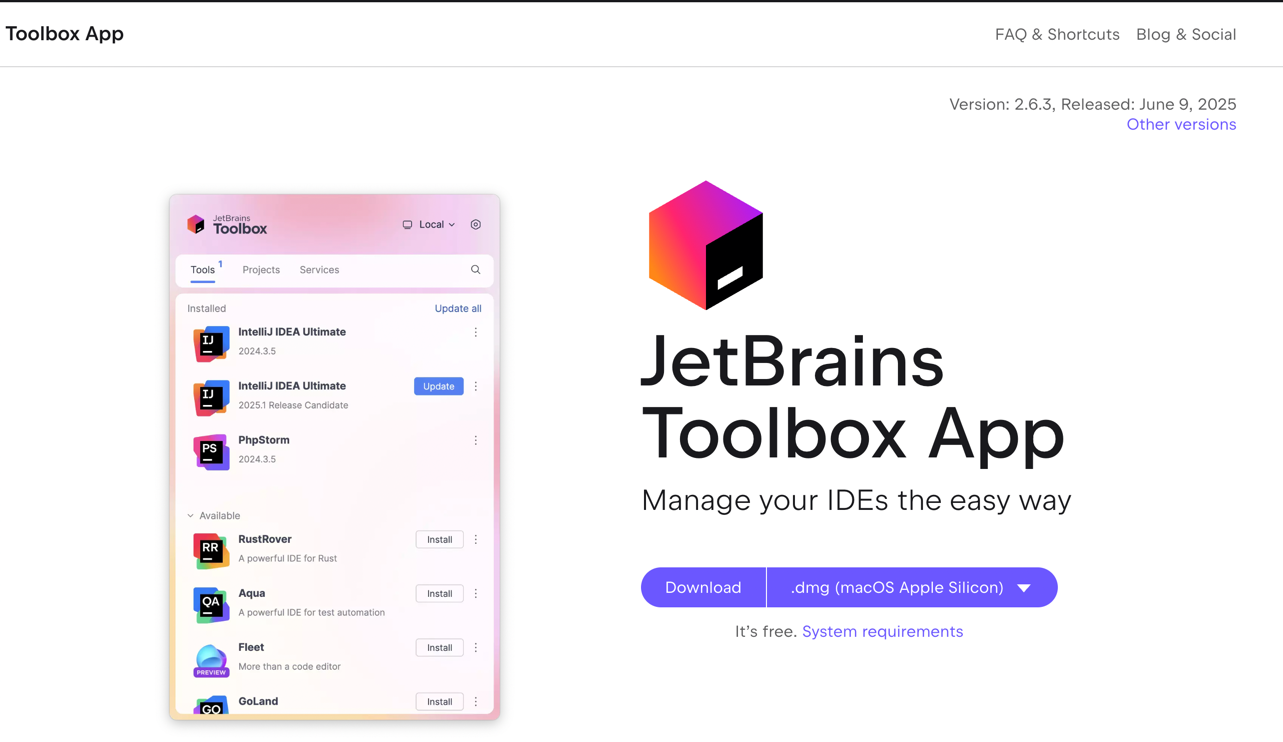 Toolbox App
FAQ & Shortcuts
Blog & Social
Version: 2.6.3, Released: June 9, 2025
Other versions
JetBrains
Toolbox
Local
Tools 1
Projects
Services
Installed
Update all
IJ
IntelliJ IDEA Ultimate
2024.3.5
IJ
IntelliJ IDEA Ultimate
2025.1 Release Candidate
Update
PS
PhpStorm
2024.3.5
Available
RR
RustRover
A powerful IDE for Rust
Install
QA
Aqua
A powerful IDE for test automation
Install
PREVIEW
Fleet
More than a code editor
Install
GO
GoLand
Install
JetBrains
Toolbox App
Manage your IDEs the easy way
Download
.dmg (macOS Apple Silicon)
It's free. System requirements